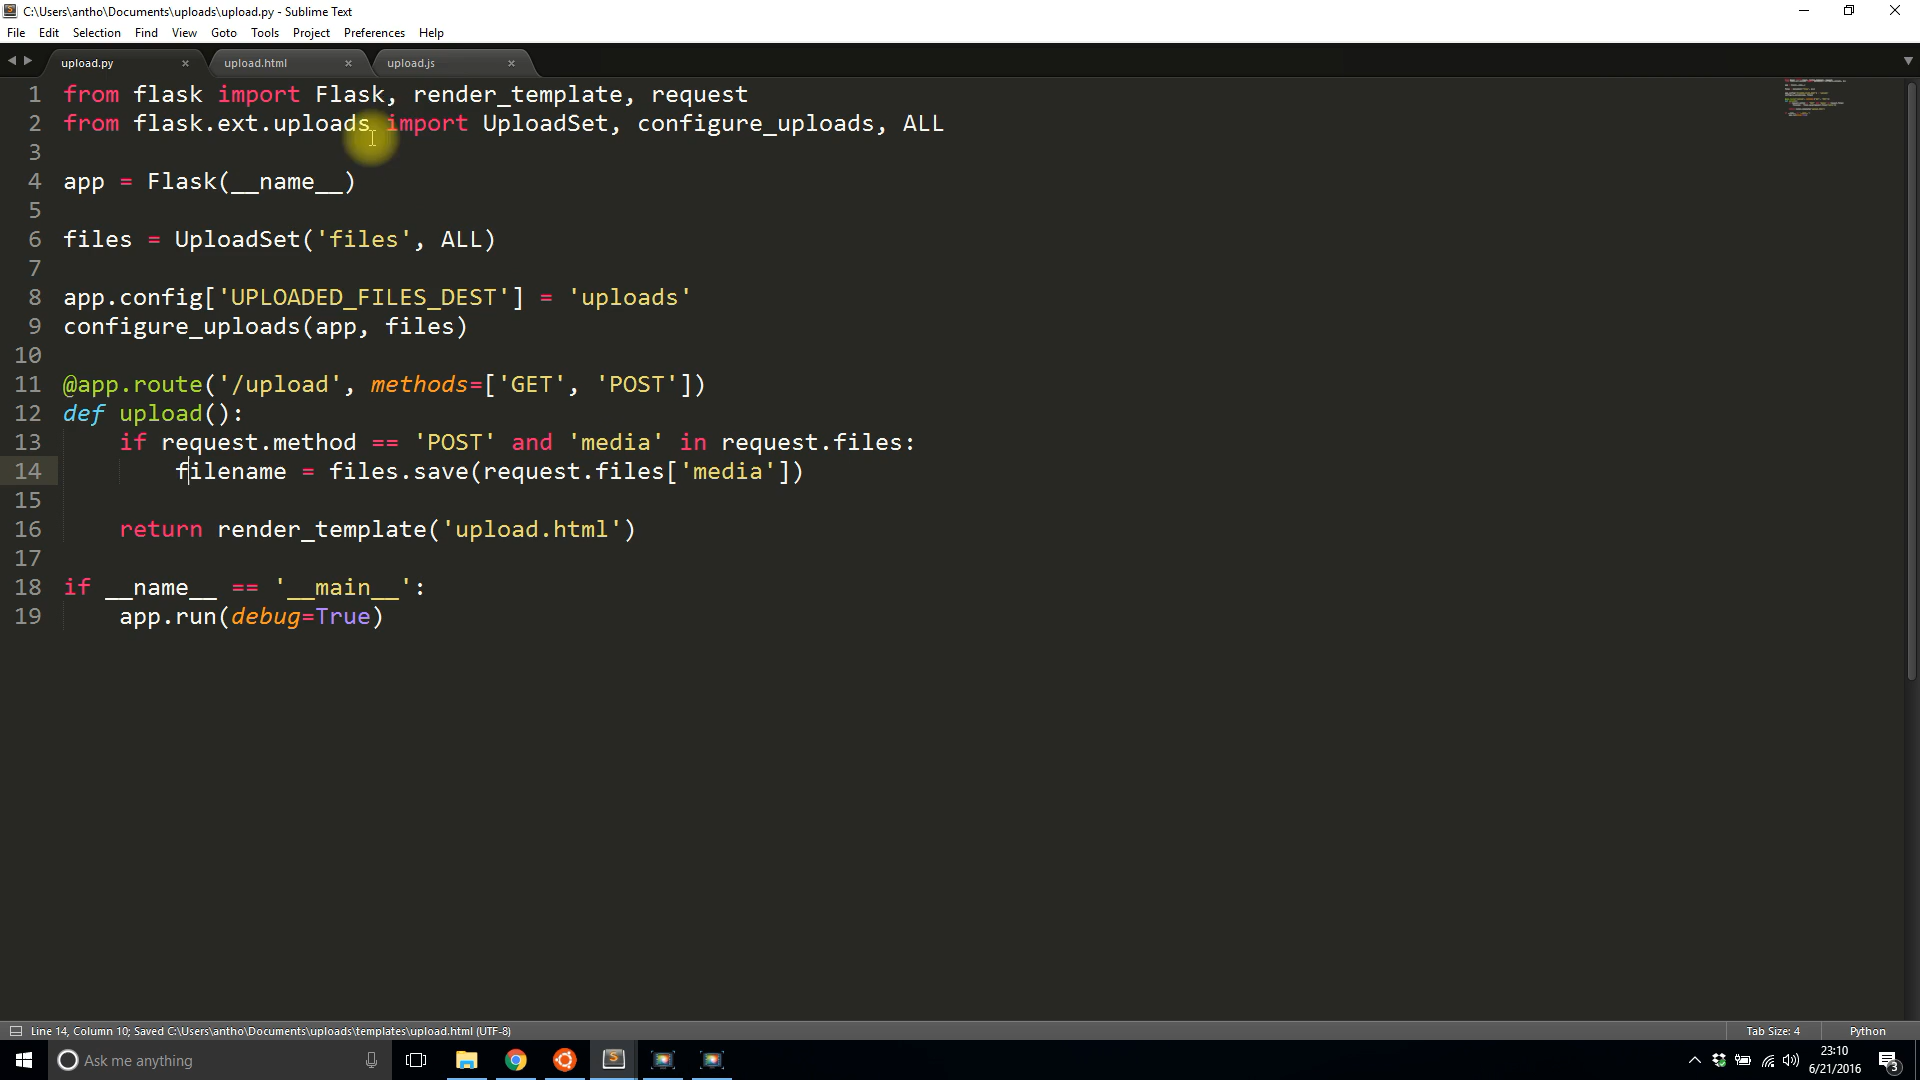 C:\Users\antho\Documents\uploads\upload.py - Sublime Text
File Edit Selection Find View Goto Tools Project Preferences Help
upload.py upload.html upload.js
1 from flask import Flask, render_template, request
2 from flask.ext.uploads import UploadSet, configure_uploads, ALL
3
4 app = Flask(__name__)
5
6 files = UploadSet('files', ALL)
7
8 app.config['UPLOADED_FILES_DEST'] = 'uploads'
9 configure_uploads(app, files)
10
11 @app.route('/upload', methods=['GET', 'POST'])
12 def upload():
13 if request.method == 'POST' and 'media' in request.files:
14 filename = files.save(request.files['media'])
15
16 return render_template('upload.html')
17
18 if __name__ == '__main__':
19 app.run(debug=True)
Line 14, Column 10; Saved C:\Users\antho\Documents\uploads\templates\upload.html (UTF-8) Tab Size: 4 Python
Ask me anything
23:10
6/21/2016
3